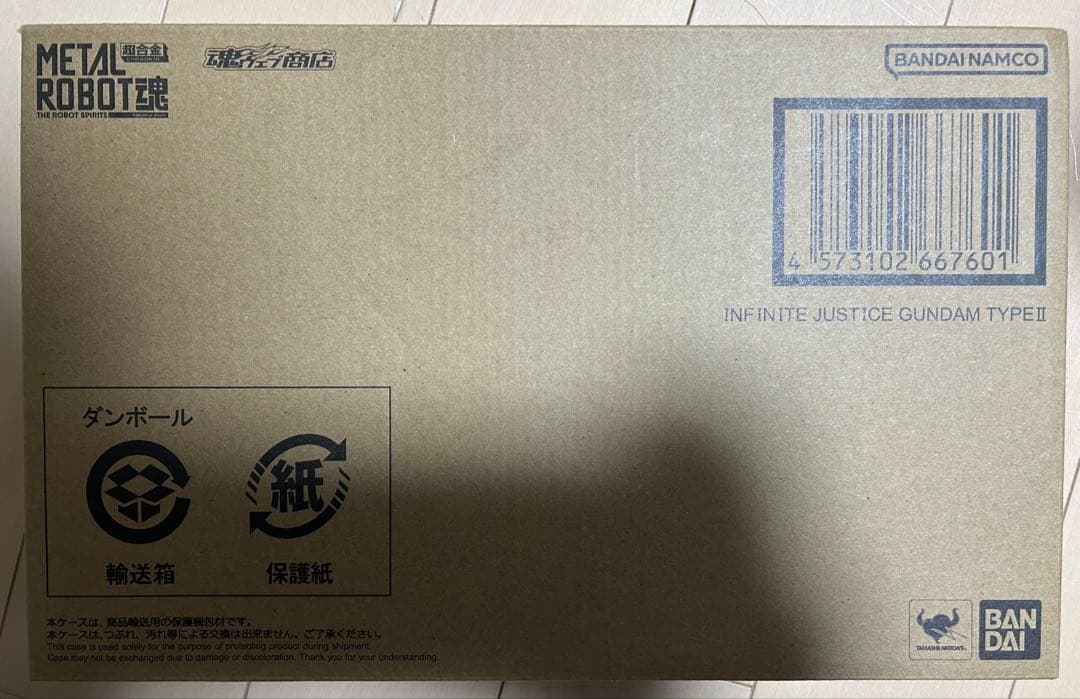 METAL 超合金
CHOGOKIN
ROBOT魂
THE ROBOT SPIRITS
魂ウェブ商店
BANDAI NAMCO
4 573102 667601
INFINITE JUSTICE GUNDAM TYPEⅡ
ダンボール
紙
輸送箱 保護紙
本ケースは、商品輸送用の保護梱包材です。
本ケースは、つぶれ、汚れ等による交換は出来ません。ご了承ください。
This case is used solely for the purpose of protecting product during shipment.
Case may not be exchanged due to damage or discoloration. Thank you for your understanding.
TAMASHII NATIONS
BAN
DAI